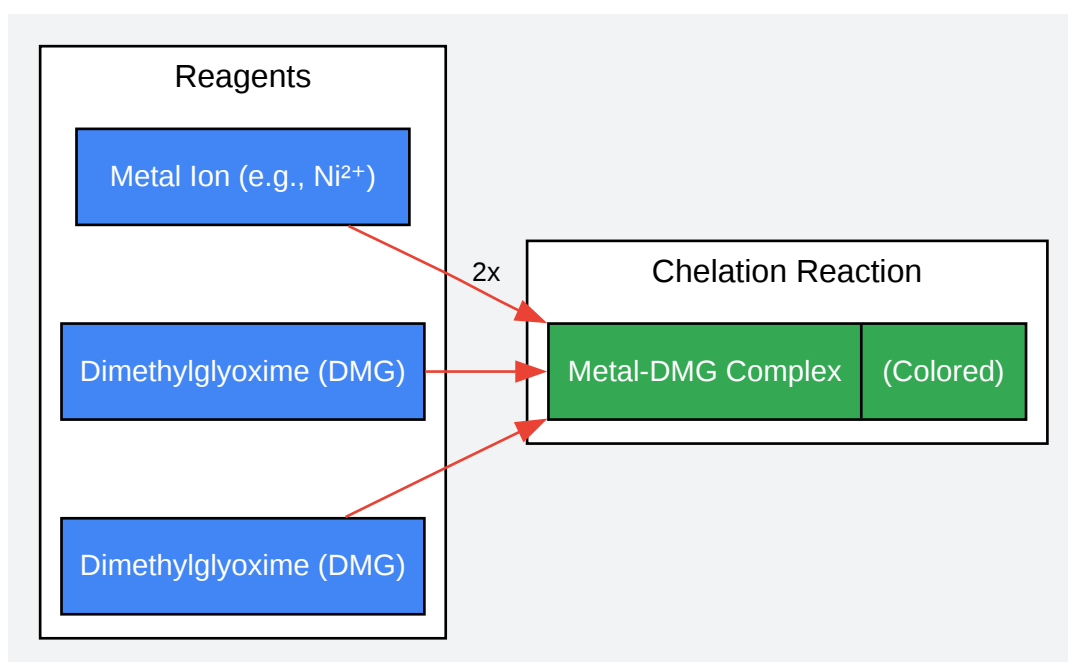 Reagents
Metal Ion (e.g., Ni²⁺)
2x
Chelation Reaction
Dimethylglyoxime (DMG)
Metal-DMG Complex
(Colored)
Dimethylglyoxime (DMG)